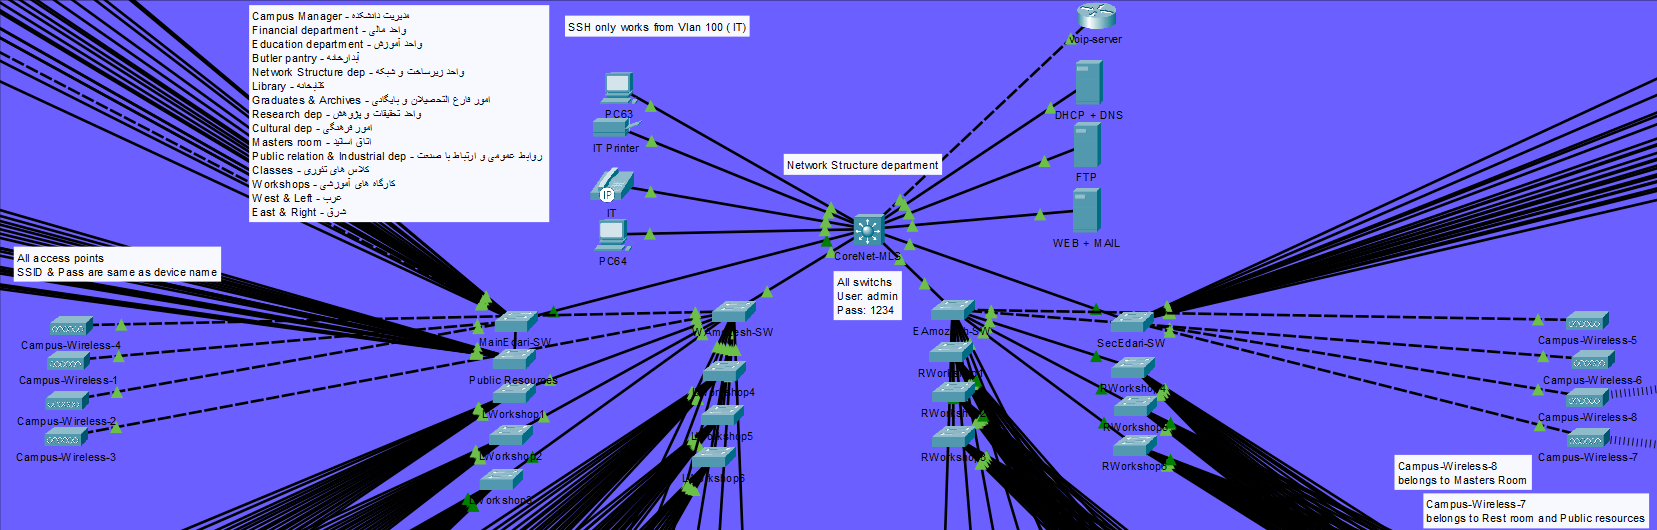 Campus Manager - مدیریت دانشکده
Financial department - واحد مالی
Education department - واحد آموزش
Butler pantry - آبدارخانه
Network Structure dep - واحد زیرساخت و شبکه
Library - کتابخانه
Graduates & Archives - امور فارغ التحصیلان و بایگانی
Research dep - واحد تحقیقات و پژوهش
Cultural dep - امور فرهنگی
Masters room - اتاق اساتید
Public relation & Industrial dep - روابط عمومی و ارتباط با صنعت
Classes - کلاس های تئوری
Workshops - کارگاه های آموزشی
West & Left - غرب
East & Right - شرق
SSH only works from Vlan 100 ( IT)
Voip-server
PC63
DHCP + DNS
IT Printer
Network Structure department
FTP
IP
IT
WEB + MAIL
PC64
CoreNet-MLS
All access points
SSID & Pass are same as device name
All switchs
User: admin
Pass: 1234
Campus-Wireless-4
Campus-Wireless-1
Campus-Wireless-2
Campus-Wireless-3
MainEdari-SW
Public Resources
LWorkshop1
LWorkshop2
LWorkshop3
WAmozesh-SW
LWorkshop4
LWorkshop5
LWorkshop6
EAmozesh-SW
RWorkshop1
RWorkshop2
RWorkshop3
SecEdari-SW
RWorkshop4
RWorkshop5
RWorkshop6
Campus-Wireless-5
Campus-Wireless-6
Campus-Wireless-8
Campus-Wireless-7
Campus-Wireless-8
belongs to Masters Room
Campus-Wireless-7
belongs to Rest room and Public resources